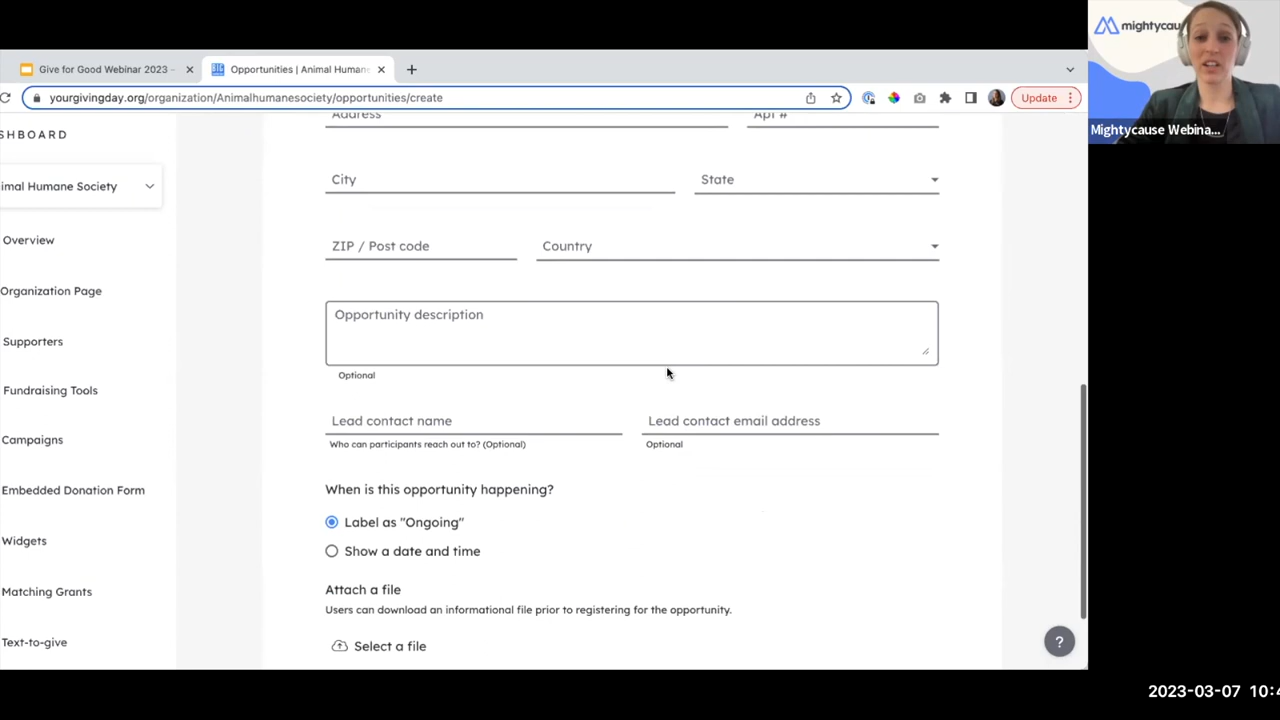 Give for Good Webinar 2023 -
Opportunities | Animal Humane
yourgivingday.org/organization/Animalhumanesociety/opportunities/create
Update
mightycau
Mightycause Webina...
SHBOARD
imal Humane Society
Overview
Organization Page
Supporters
Fundraising Tools
Campaigns
Embedded Donation Form
Widgets
Matching Grants
Text-to-give
Address Apt #
City State
ZIP / Post code Country
Opportunity description
Optional
Lead contact name Lead contact email address
Who can participants reach out to? (Optional) Optional
When is this opportunity happening?
Label as "Ongoing"
Show a date and time
Attach a file
Users can download an informational file prior to registering for the opportunity.
Select a file
?
2023-03-07 10:4